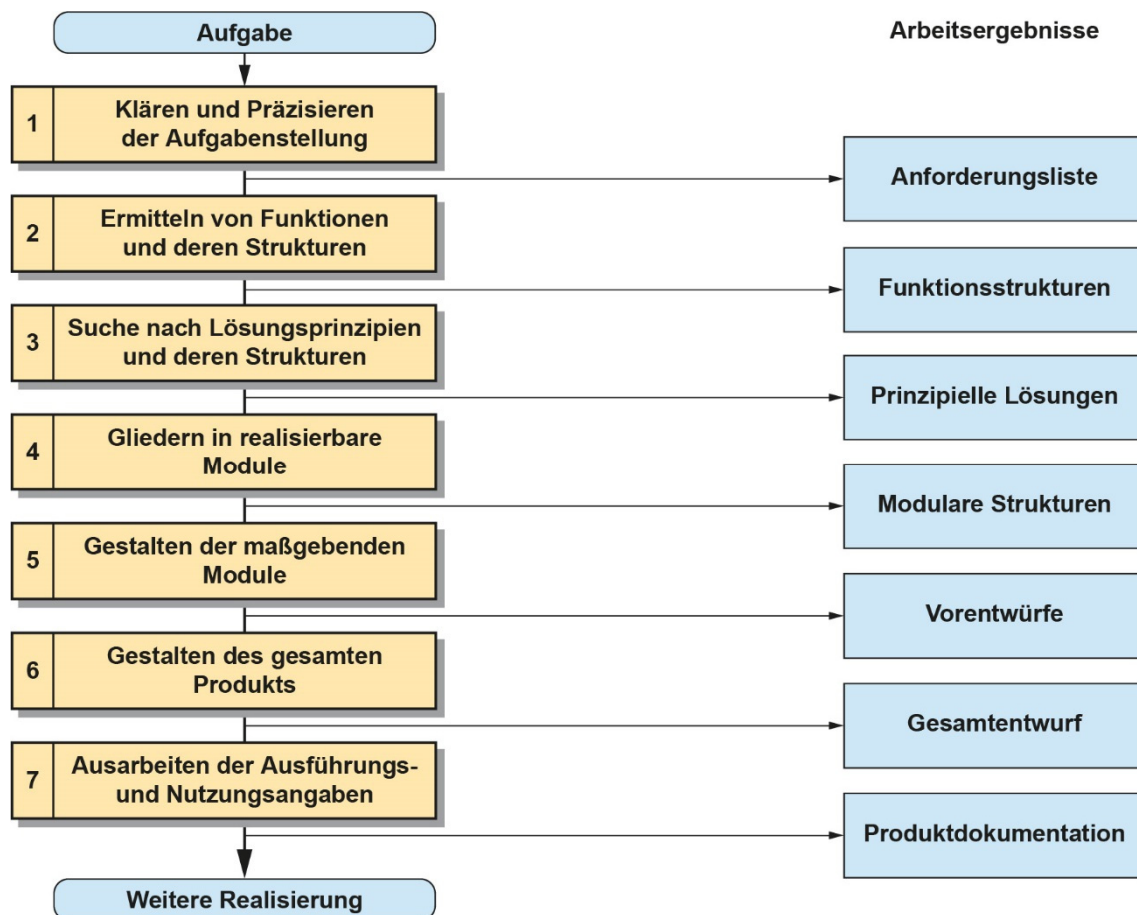 Aufgabe
Arbeitsergebnisse
1
Klären und Präzisieren
der Aufgabenstellung
Anforderungsliste
2
Ermitteln von Funktionen
und deren Strukturen
Funktionsstrukturen
3
Suche nach Lösungsprinzipien
und deren Strukturen
Prinzipielle Lösungen
4
Gliedern in realisierbare
Module
Modulare Strukturen
5
Gestalten der maßgebenden
Module
Vorentwürfe
6
Gestalten des gesamten
Produkts
Gesamtentwurf
7
Ausarbeiten der Ausführungs-
und Nutzungsangaben
Produktdokumentation
Weitere Realisierung